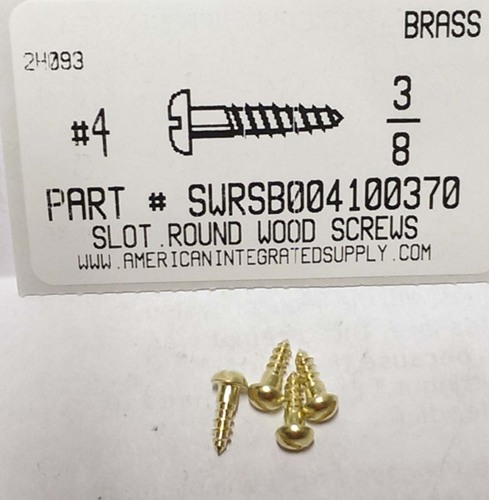 BRASS
2H093
#4
3/8
PART # SWRSB004100370
SLOT.ROUND WOOD SCREWS
WWW.AMERICANINTEGRATEDSUPPLY.COM